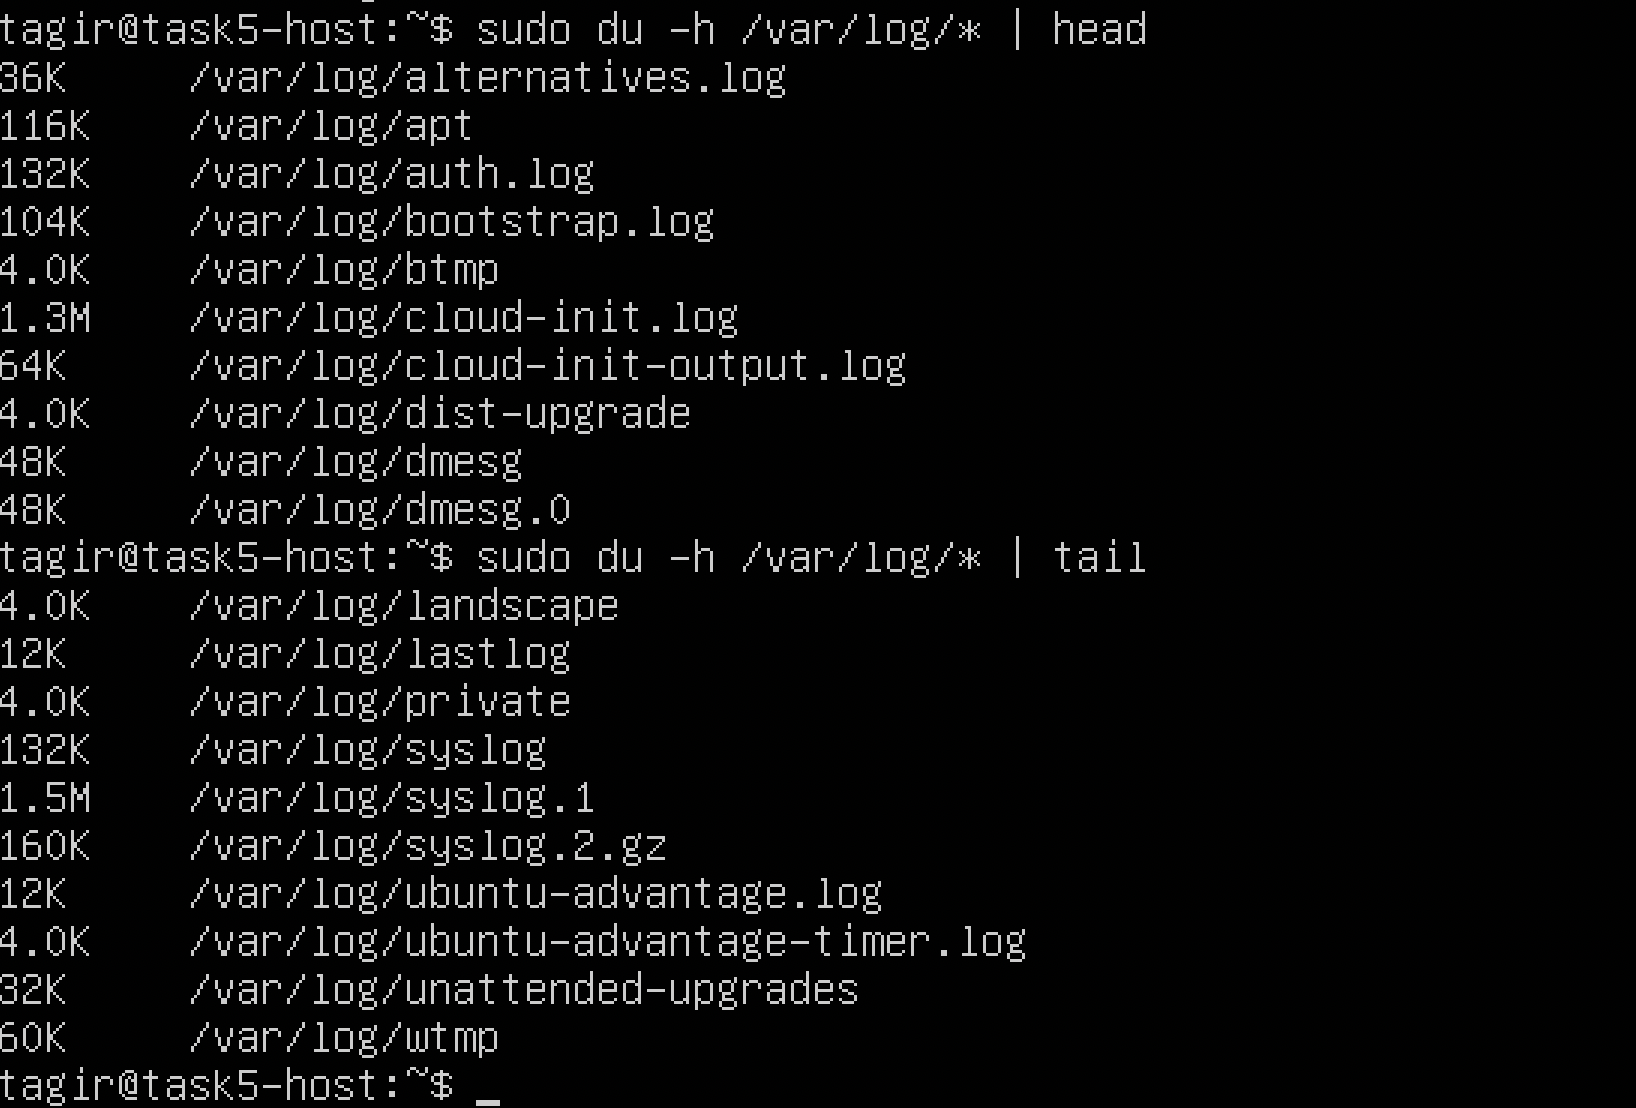 tagir@task5-host:~$ sudo du -h /var/log/* | head
36K     /var/log/alternatives.log
116K    /var/log/apt
132K    /var/log/auth.log
104K    /var/log/bootstrap.log
4.0K    /var/log/btmp
1.3M    /var/log/cloud-init.log
64K     /var/log/cloud-init-output.log
4.0K    /var/log/dist-upgrade
48K     /var/log/dmesg
48K     /var/log/dmesg.0
tagir@task5-host:~$ sudo du -h /var/log/* | tail
4.0K    /var/log/landscape
12K     /var/log/lastlog
4.0K    /var/log/private
132K    /var/log/syslog
1.5M    /var/log/syslog.1
160K    /var/log/syslog.2.gz
12K     /var/log/ubuntu-advantage.log
4.0K    /var/log/ubuntu-advantage-timer.log
32K     /var/log/unattended-upgrades
60K     /var/log/wtmp
tagir@task5-host:~$ _